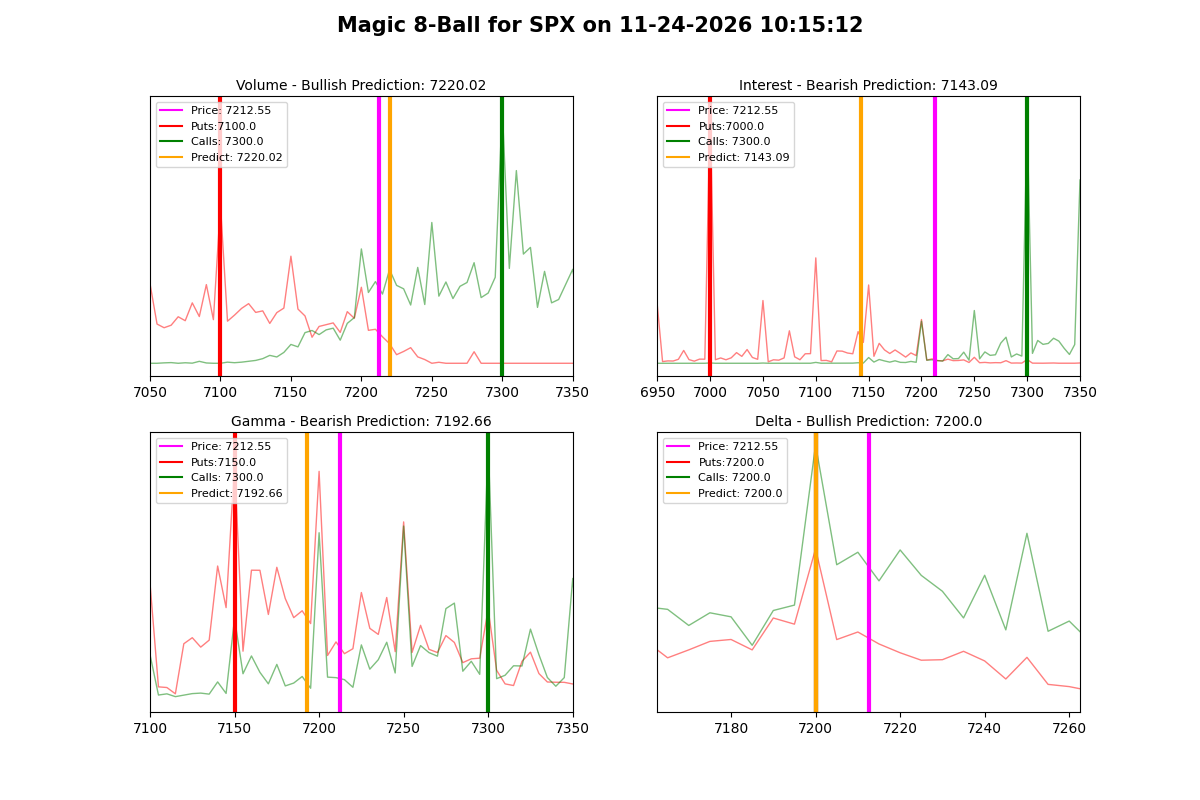 Magic 8-Ball for SPX on 11-24-2026 10:15:12
Volume - Bullish Prediction: 7220.02
Price: 7212.55
Puts:7100.0
Calls: 7300.0
Predict: 7220.02
7050 7100 7150 7200 7250 7300 7350
Interest - Bearish Prediction: 7143.09
Price: 7212.55
Puts:7000.0
Calls: 7300.0
Predict: 7143.09
6950 7000 7050 7100 7150 7200 7250 7300 7350
Gamma - Bearish Prediction: 7192.66
Price: 7212.55
Puts:7150.0
Calls: 7300.0
Predict: 7192.66
7100 7150 7200 7250 7300 7350
Delta - Bullish Prediction: 7200.0
Price: 7212.55
Puts:7200.0
Calls: 7200.0
Predict: 7200.0
7180 7200 7220 7240 7260